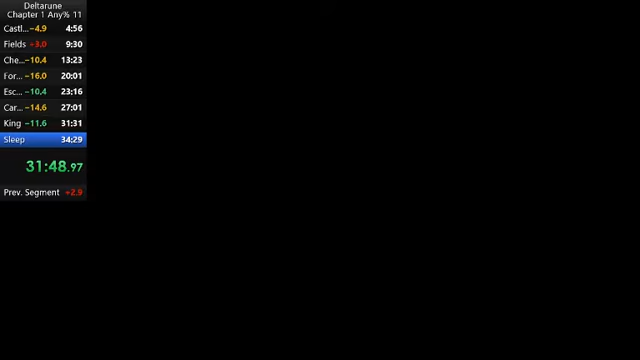 Deltarune
Chapter 1 Any% 11
Castl... −4.9 4:56
Fields +3.0 9:30
Che... −10.4 13:23
For... −16.0 20:01
Esc... −10.4 23:16
Car... −14.6 27:01
King −11.6 31:31
Sleep 34:29
31:48.97
Prev. Segment +2.9